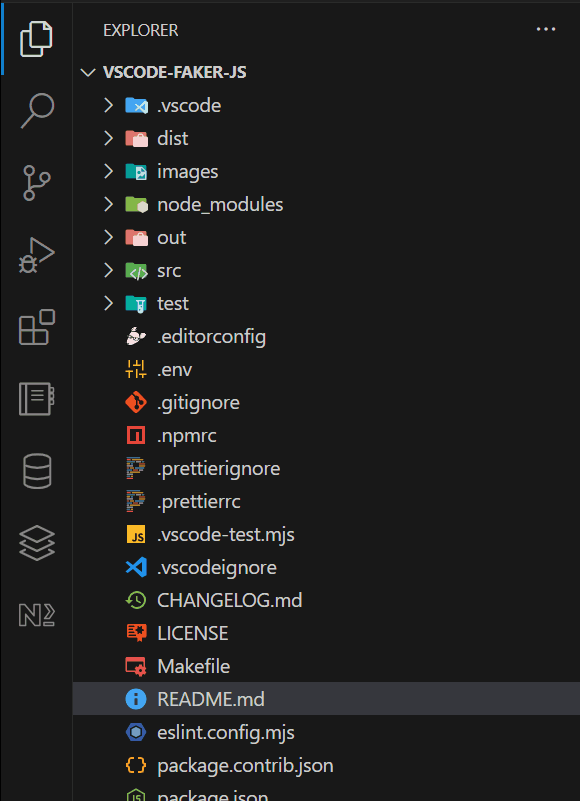 EXPLORER
VSCODE-FAKER-JS
.vscode
dist
images
node_modules
out
src
test
.editorconfig
.env
.gitignore
.npmrc
.prettierignore
.prettierrc
JS .vscode-test.mjs
.vscodeignore
CHANGELOG.md
LICENSE
Makefile
README.md
eslint.config.mjs
package.contrib.json
package.json